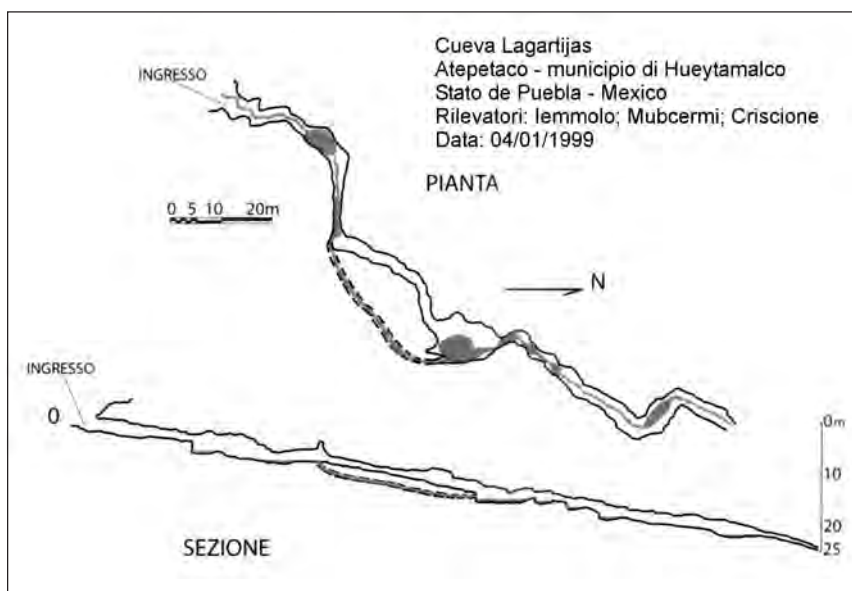 Cueva Lagartijas
Atepetaco - municipio di Hueytamalco
Stato de Puebla - Mexico
Rilevatori: Iemmolo; Mubcermi; Criscione
Data: 04/01/1999
INGRESSO
PIANTA
0 5 10 20m
N
INGRESSO
0
0m
10
20
25
SEZIONE